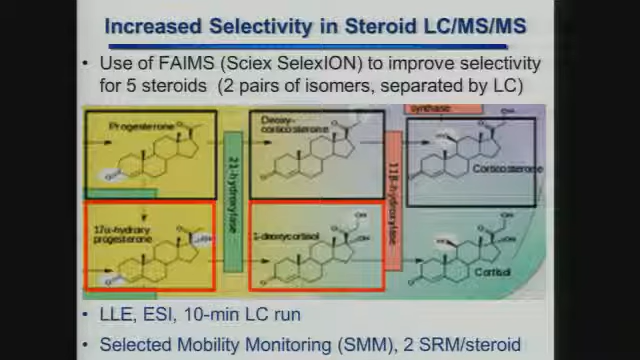 Increased Selectivity in Steroid LC/MS/MS
• Use of FAIMS (Sciex SelexION) to improve selectivity
for 5 steroids (2 pairs of isomers, separated by LC)
synthase
Progesterone
Deoxy-
corticosterone
Corticosterone
21-hydroxylase
11β-hydroxylase
17α-hydroxy
progesterone
1-deoxycortisol
Cortisol
• LLE, ESI, 10-min LC run
• Selected Mobility Monitoring (SMM), 2 SRM/steroid